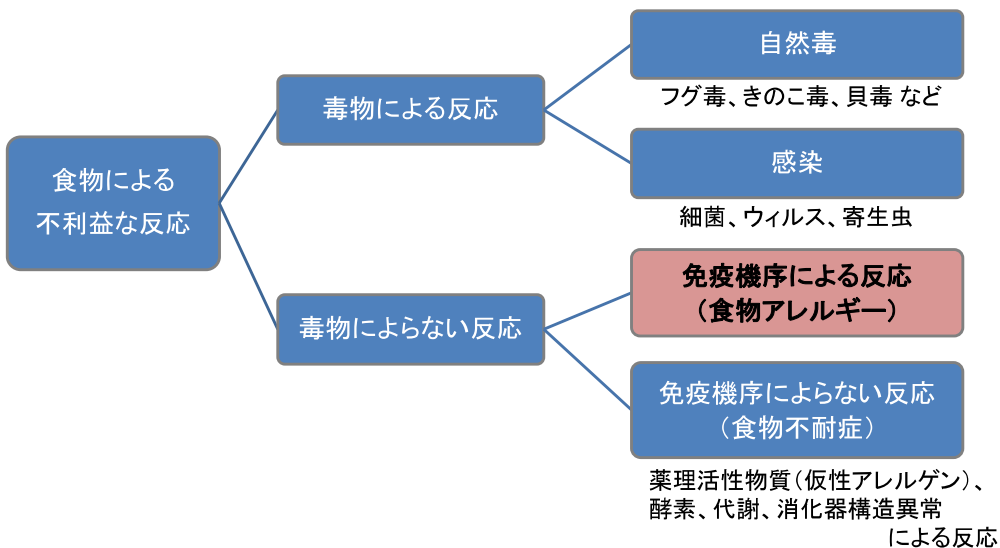 食物による
不利益な反応
毒物による反応
自然毒
フグ毒、きのこ毒、貝毒 など
感染
細菌、ウィルス、寄生虫
毒物によらない反応
免疫機序による反応
（食物アレルギー）
免疫機序によらない反応
（食物不耐症）
薬理活性物質（仮性アレルゲン）、
酵素、代謝、消化器構造異常
による反応